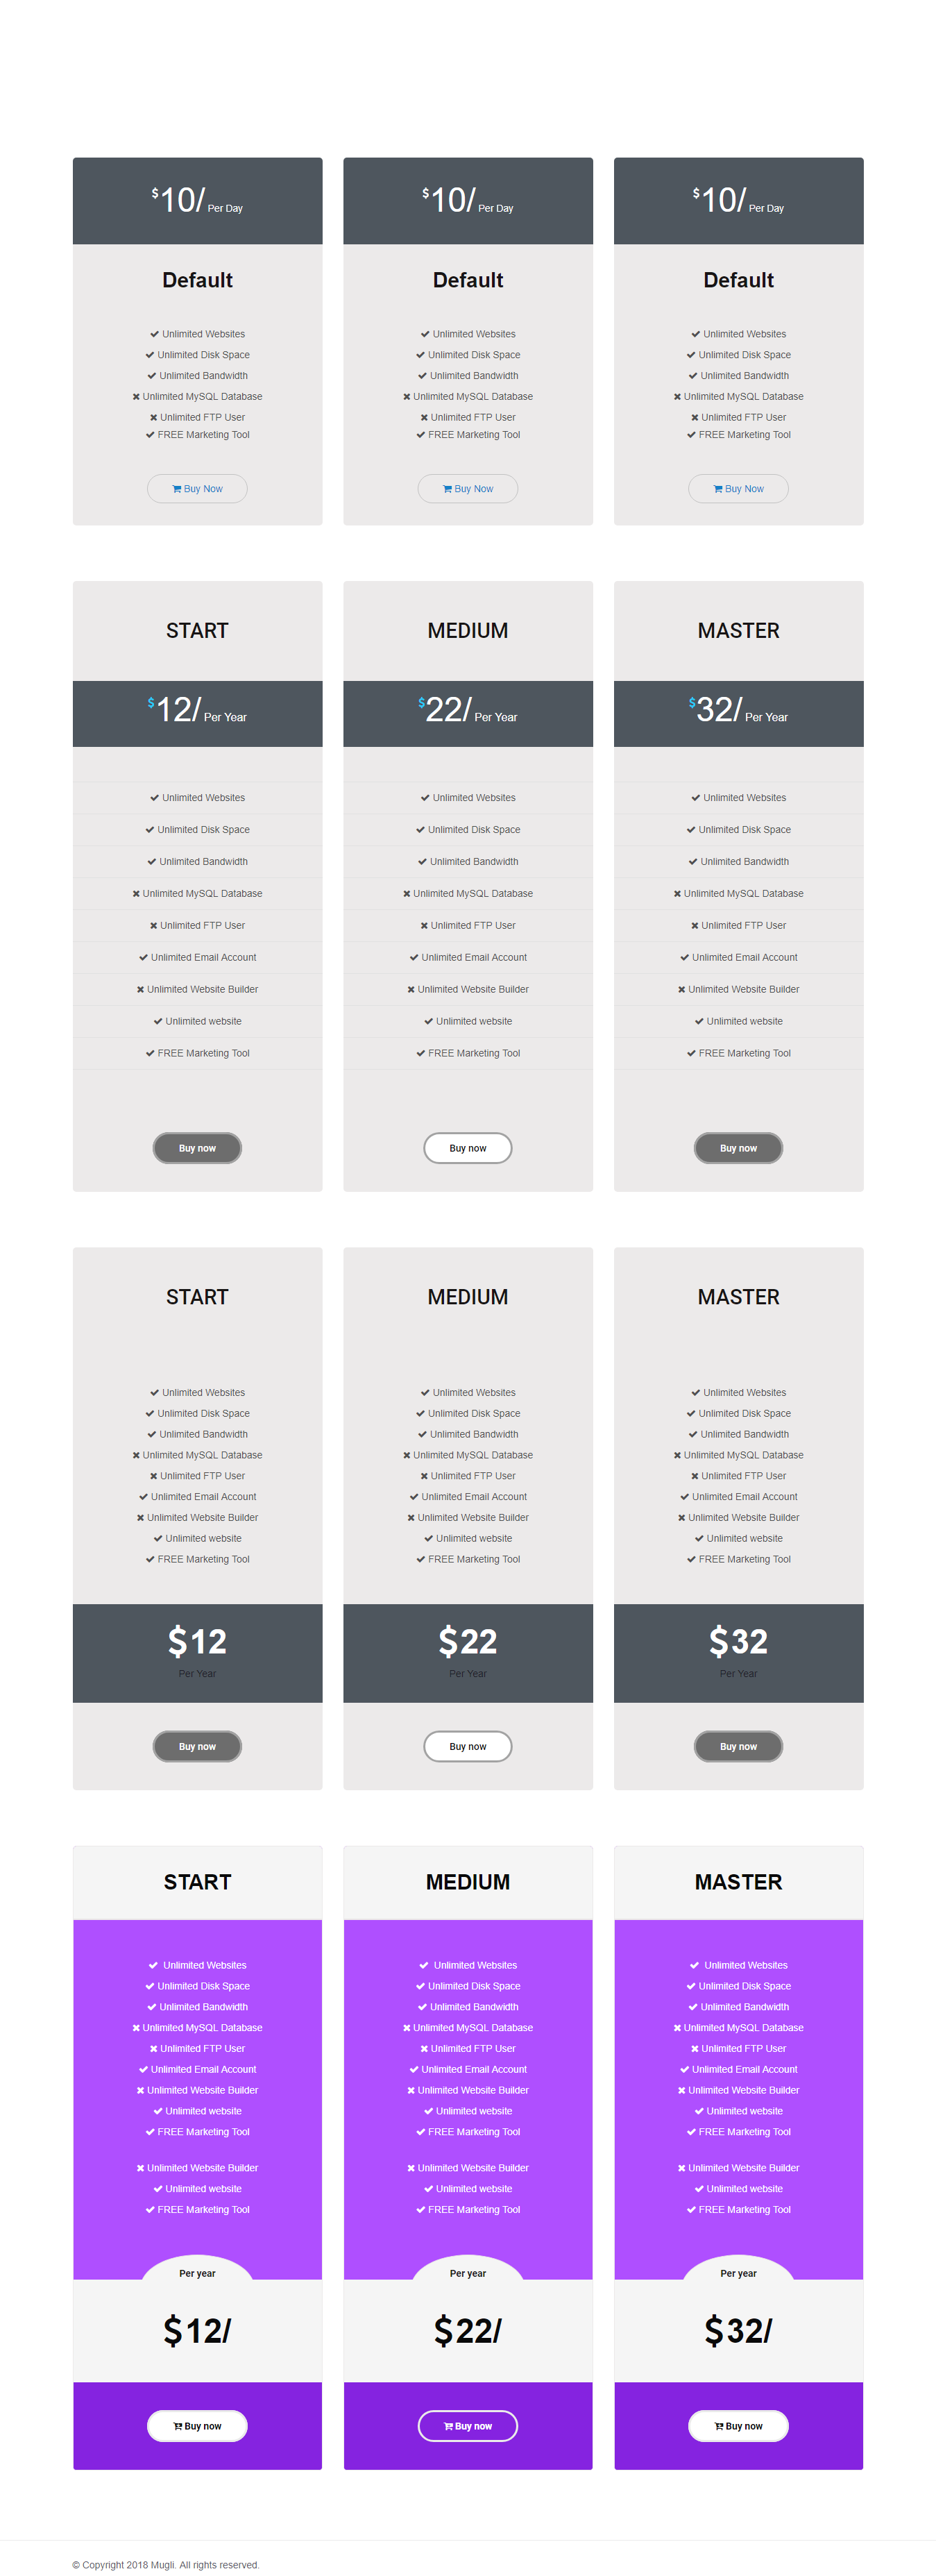 $10/ Per Day
Default
Unlimited Websites
Unlimited Disk Space
Unlimited Bandwidth
Unlimited MySQL Database
Unlimited FTP User
FREE Marketing Tool
Buy Now
$10/ Per Day
Default
Unlimited Websites
Unlimited Disk Space
Unlimited Bandwidth
Unlimited MySQL Database
Unlimited FTP User
FREE Marketing Tool
Buy Now
$10/ Per Day
Default
Unlimited Websites
Unlimited Disk Space
Unlimited Bandwidth
Unlimited MySQL Database
Unlimited FTP User
FREE Marketing Tool
Buy Now
START
$12/ Per Year
Unlimited Websites
Unlimited Disk Space
Unlimited Bandwidth
Unlimited MySQL Database
Unlimited FTP User
Unlimited Email Account
Unlimited Website Builder
Unlimited website
FREE Marketing Tool
Buy now
MEDIUM
$22/ Per Year
Unlimited Websites
Unlimited Disk Space
Unlimited Bandwidth
Unlimited MySQL Database
Unlimited FTP User
Unlimited Email Account
Unlimited Website Builder
Unlimited website
FREE Marketing Tool
Buy now
MASTER
$32/ Per Year
Unlimited Websites
Unlimited Disk Space
Unlimited Bandwidth
Unlimited MySQL Database
Unlimited FTP User
Unlimited Email Account
Unlimited Website Builder
Unlimited website
FREE Marketing Tool
Buy now
START
Unlimited Websites
Unlimited Disk Space
Unlimited Bandwidth
Unlimited MySQL Database
Unlimited FTP User
Unlimited Email Account
Unlimited Website Builder
Unlimited website
FREE Marketing Tool
$12
Per Year
Buy now
MEDIUM
Unlimited Websites
Unlimited Disk Space
Unlimited Bandwidth
Unlimited MySQL Database
Unlimited FTP User
Unlimited Email Account
Unlimited Website Builder
Unlimited website
FREE Marketing Tool
$22
Per Year
Buy now
MASTER
Unlimited Websites
Unlimited Disk Space
Unlimited Bandwidth
Unlimited MySQL Database
Unlimited FTP User
Unlimited Email Account
Unlimited Website Builder
Unlimited website
FREE Marketing Tool
$32
Per Year
Buy now
START
Unlimited Websites
Unlimited Disk Space
Unlimited Bandwidth
Unlimited MySQL Database
Unlimited FTP User
Unlimited Email Account
Unlimited Website Builder
Unlimited website
FREE Marketing Tool
Unlimited Website Builder
Unlimited website
FREE Marketing Tool
Per year
$12/
Buy now
MEDIUM
Unlimited Websites
Unlimited Disk Space
Unlimited Bandwidth
Unlimited MySQL Database
Unlimited FTP User
Unlimited Email Account
Unlimited Website Builder
Unlimited website
FREE Marketing Tool
Unlimited Website Builder
Unlimited website
FREE Marketing Tool
Per year
$22/
Buy now
MASTER
Unlimited Websites
Unlimited Disk Space
Unlimited Bandwidth
Unlimited MySQL Database
Unlimited FTP User
Unlimited Email Account
Unlimited Website Builder
Unlimited website
FREE Marketing Tool
Unlimited Website Builder
Unlimited website
FREE Marketing Tool
Per year
$32/
Buy now
© Copyright 2018 Mugli. All rights reserved.